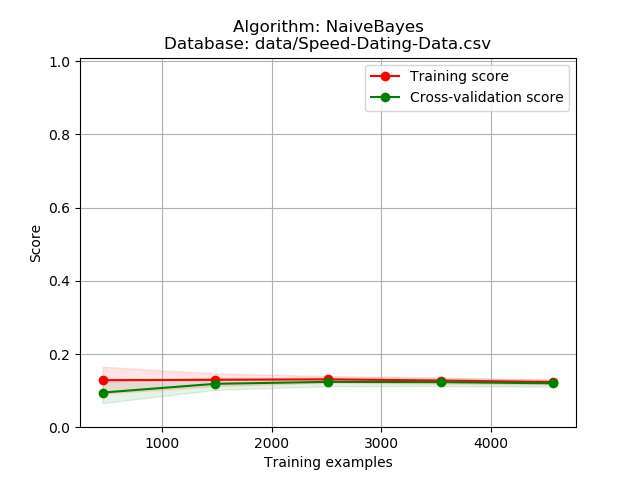 Algorithm: NaiveBayes
Database: data/Speed-Dating-Data.csv
Training score
Cross-validation score
1.0
0.8
0.6
0.4
0.2
0.0
Score
1000 2000 3000 4000
Training examples